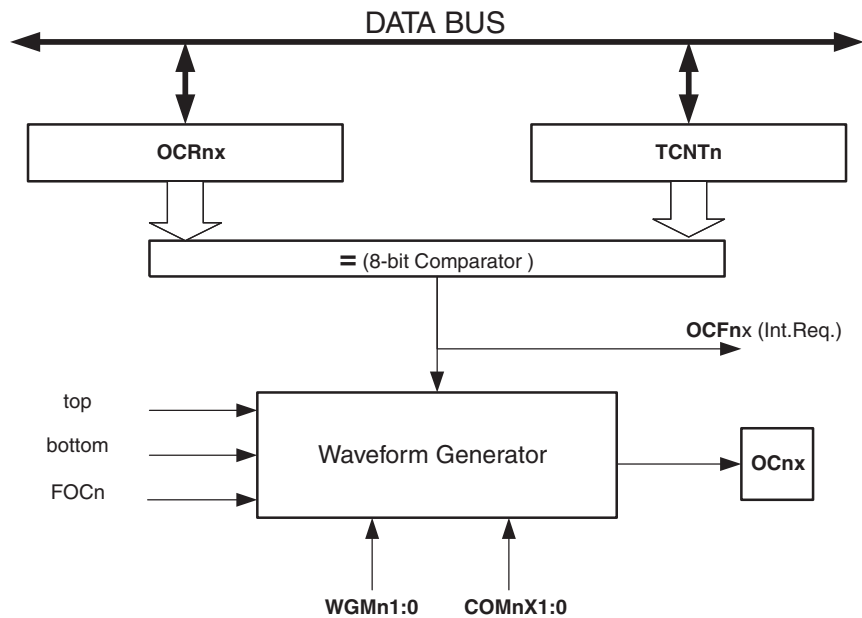 DATA BUS
OCRnx
TCNTn
= (8-bit Comparator )
OCFnx (Int.Req.)
top
bottom
FOCn
Waveform Generator
OCnx
WGMn1:0
COMnX1:0